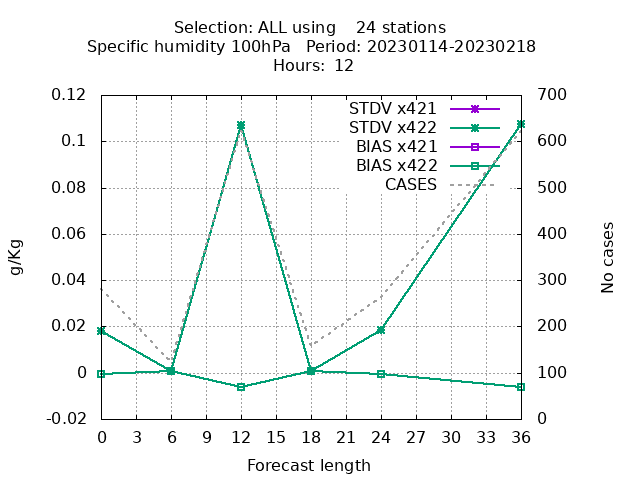 Selection: ALL using    24 stations
Specific humidity 100hPa   Period: 20230114-20230218
Hours:  12
0.12
0.1
0.08
0.06
0.04
0.02
0
-0.02
g/Kg
700
600
500
400
300
200
100
0
No cases
STDV x421
STDV x422
BIAS x421
BIAS x422
CASES
0 3 6 9 12 15 18 21 24 27 30 33 36
Forecast length